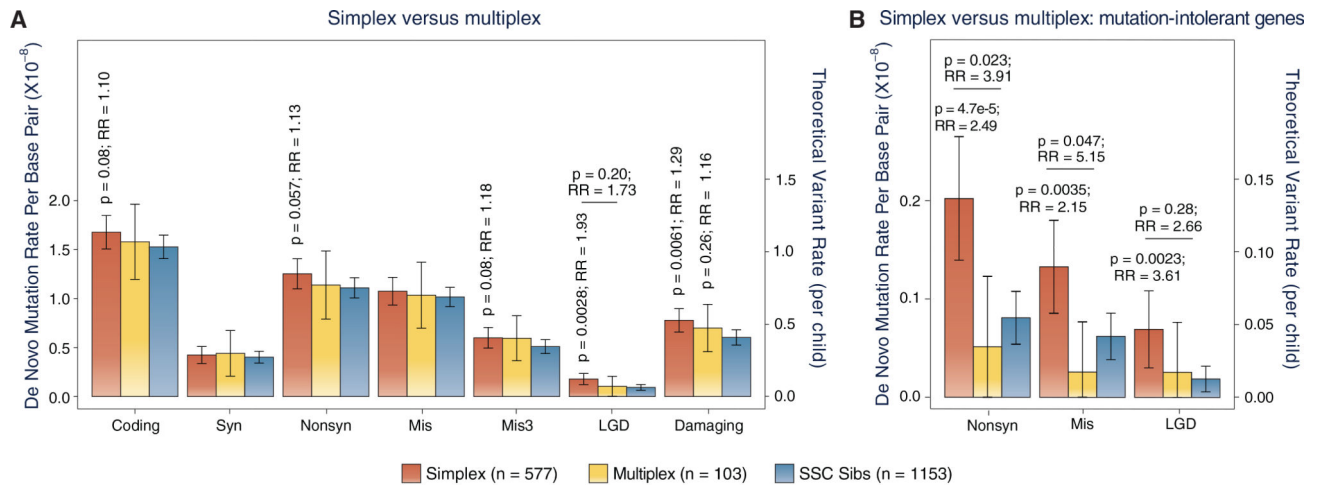 A
Simplex versus multiplex
De Novo Mutation Rate Per Base Pair (X10⁻⁸)
2.0
1.5
1.0
0.5
0.0
p = 0.08; RR = 1.10
p = 0.057; RR = 1.13
p = 0.08; RR = 1.18
p = 0.20;
RR = 1.73
p = 0.0028; RR = 1.93
p = 0.0061; RR = 1.29
p = 0.26; RR = 1.16
1.5
1.0
0.5
0.0
Theoretical Variant Rate (per child)
Coding Syn Nonsyn Mis Mis3 LGD Damaging
B
Simplex versus multiplex: mutation-intolerant genes
De Novo Mutation Rate Per Base Pair (X10⁻⁸)
0.2
0.1
0.0
p = 0.023;
RR = 3.91
p = 4.7e-5;
RR = 2.49
p = 0.047;
RR = 5.15
p = 0.0035;
RR = 2.15
p = 0.28;
RR = 2.66
p = 0.0023;
RR = 3.61
0.15
0.10
0.05
0.00
Theoretical Variant Rate (per child)
Nonsyn Mis LGD
Simplex (n = 577) Multiplex (n = 103) SSC Sibs (n = 1153)